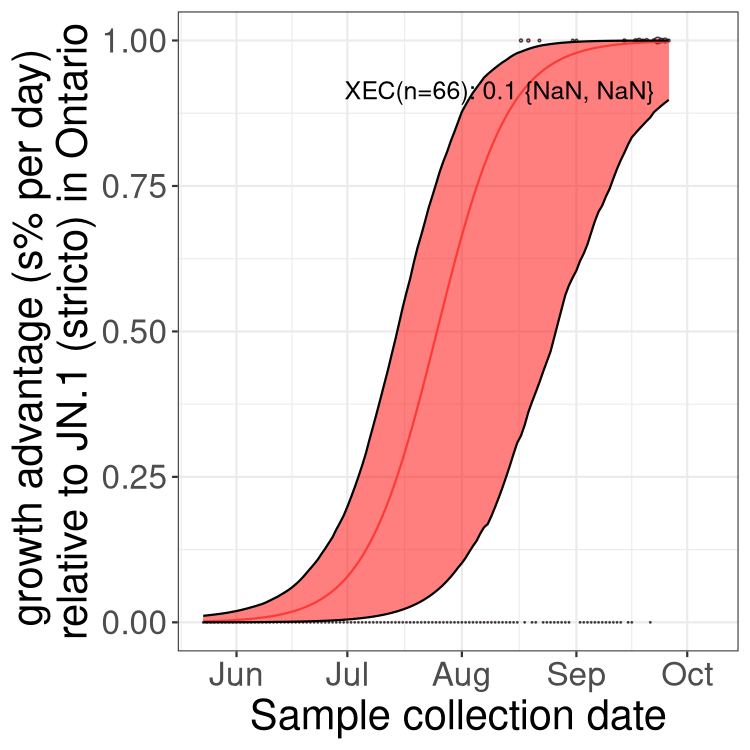 growth advantage (s% per day)
relative to JN.1 (stricto) in Ontario
1.00
0.75
0.50
0.25
0.00
XEC(n=66): 0.1 {NaN, NaN}
Jun
Jul
Aug
Sep
Oct
Sample collection date